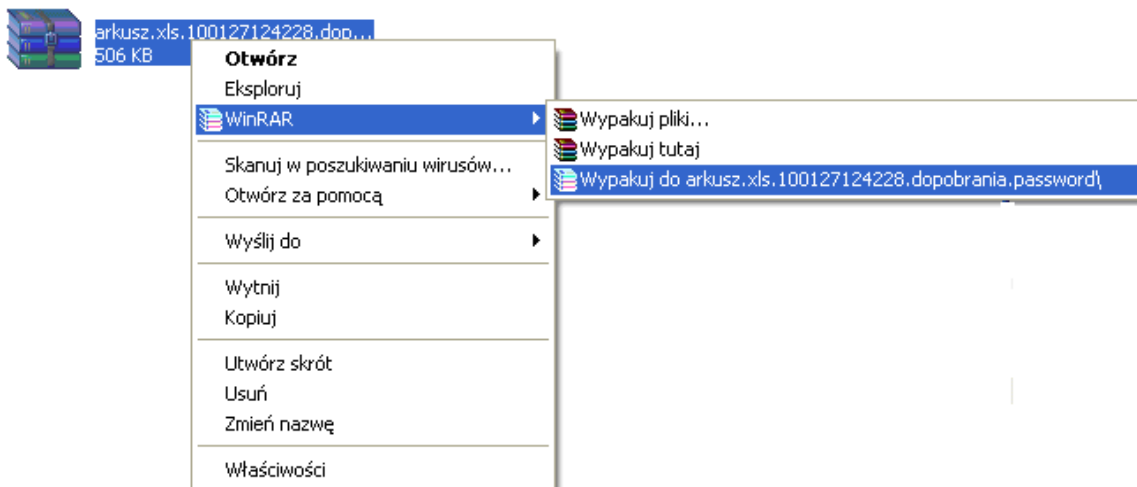 arkusz.xls.100127124228.dop...
506 KB
Otwórz
Eksploruj
WinRAR
Skanuj w poszukiwaniu wirusów...
Otwórz za pomocą
Wyślij do
Wytnij
Kopiuj
Utwórz skrót
Usuń
Zmień nazwę
Właściwości
Wypakuj pliki...
Wypakuj tutaj
Wypakuj do arkusz.xls.100127124228.dopobrania.password\